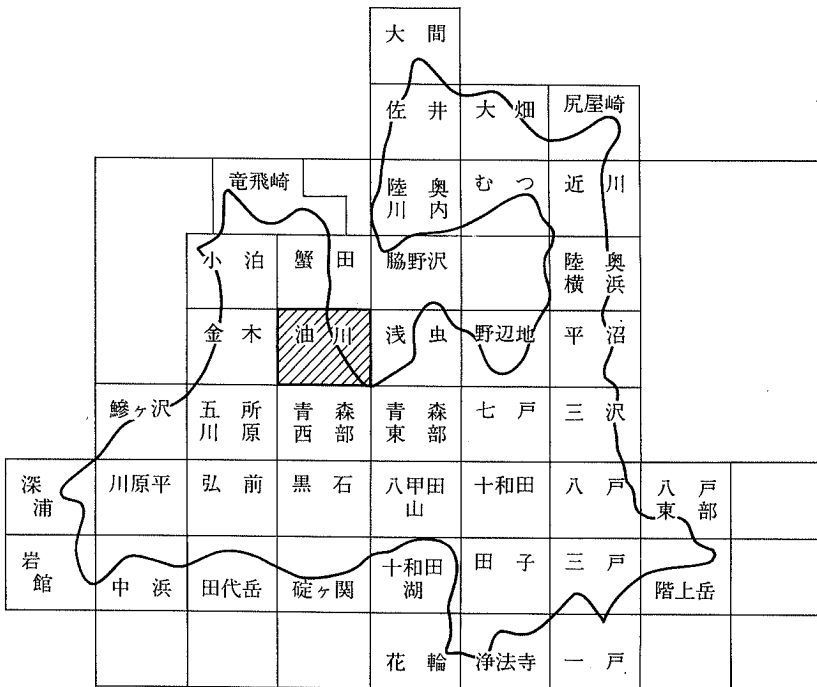 大間
佐井
大畑
尻屋崎
竜飛崎
陸奥
川内
むつ
近川
小泊
蟹田
脇野沢
陸奥
横浜
金木
油川
浅虫
野辺地
平沼
鰺ヶ沢
五所
川原
青森
西部
青森
東部
七戸
三沢
深
浦
川原平
弘前
黒石
八甲田
山
十和田
八戸
八戸
東部
岩
館
中浜
田代岳
碇ヶ関
十和田
湖
田子
三戸
階上岳
花輪
浄法寺
一戸